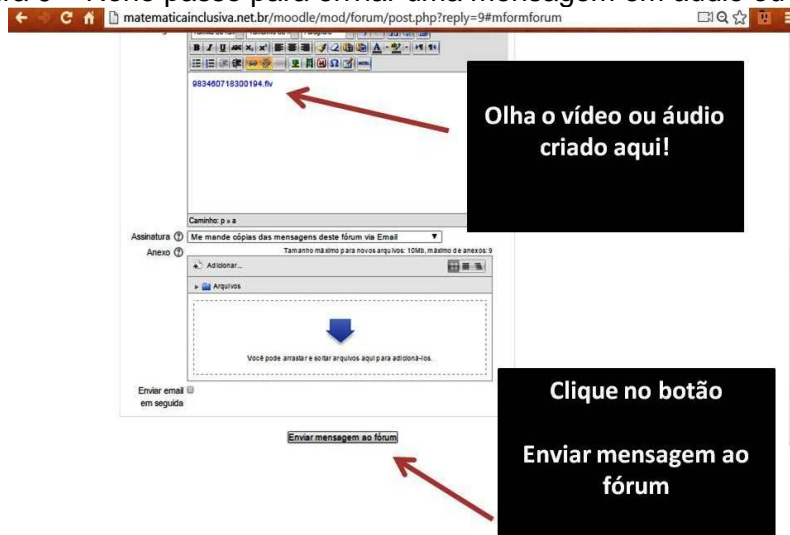 Nono passo para enviar uma mensagem em áudio ou
matematicainclusiva.net.br/moodle/mod/forum/post.php?reply=9#mformforum
983460718300194.flv
Olha o vídeo ou áudio
criado aqui!
Caminho: p » a
Assinatura
Me mande cópias das mensagens deste fórum via Email
Anexo
Tamanho máximo para novos arquivos: 10Mb, máximo de anexos: 9
Adicionar...
Arquivos
Você pode arrastar e soltar arquivos aqui para adicioná-los.
Enviar email
em seguida
Clique no botão
Enviar mensagem ao fórum
Enviar mensagem ao
fórum